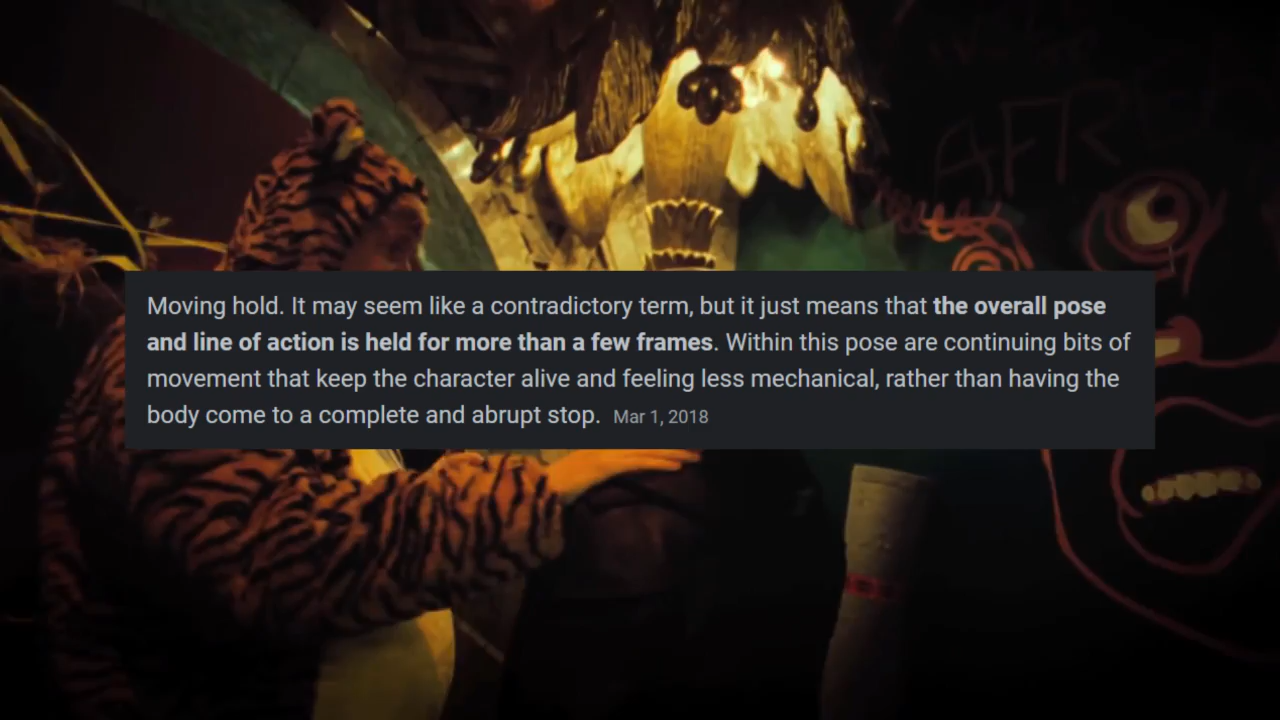 AFRE
Moving hold. It may seem like a contradictory term, but it just means that the overall pose
and line of action is held for more than a few frames. Within this pose are continuing bits of
movement that keep the character alive and feeling less mechanical, rather than having the
body come to a complete and abrupt stop. Mar 1, 2018